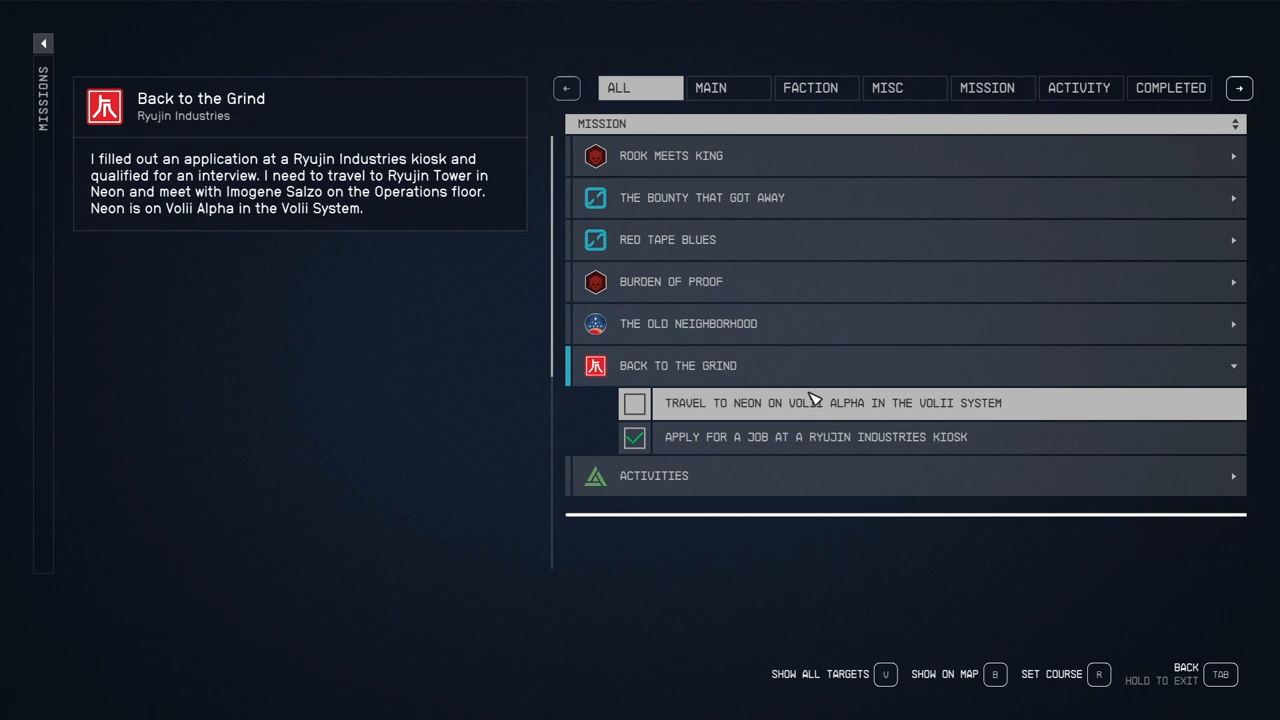 MISSIONS
Back to the Grind
Ryujin Industries
I filled out an application at a Ryujin Industries kiosk and
qualified for an interview. I need to travel to Ryujin Tower in
Neon and meet with Imogene Salzo on the Operations floor.
Neon is on Volii Alpha in the Volii System.
ALL MAIN FACTION MISC MISSION ACTIVITY COMPLETED
MISSION
ROOK MEETS KING
THE BOUNTY THAT GOT AWAY
RED TAPE BLUES
BURDEN OF PROOF
THE OLD NEIGHBORHOOD
BACK TO THE GRIND
TRAVEL TO NEON ON VOLII ALPHA IN THE VOLII SYSTEM
APPLY FOR A JOB AT A RYUJIN INDUSTRIES KIOSK
ACTIVITIES
SHOW ALL TARGETS V SHOW ON MAP B SET COURSE R BACK TAB
HOLD TO EXIT